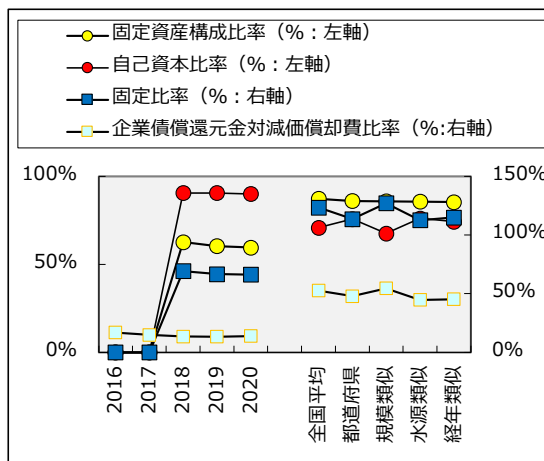 固定資産構成比率（%：左軸）
自己資本比率（%：左軸）
固定比率（%：右軸）
企業債償還元金対減価償却費比率（%:右軸）
100%
50%
0%
150%
100%
50%
0%
2016
2017
2018
2019
2020
全国平均
都道府県
規模類似
水源類似
経年類似